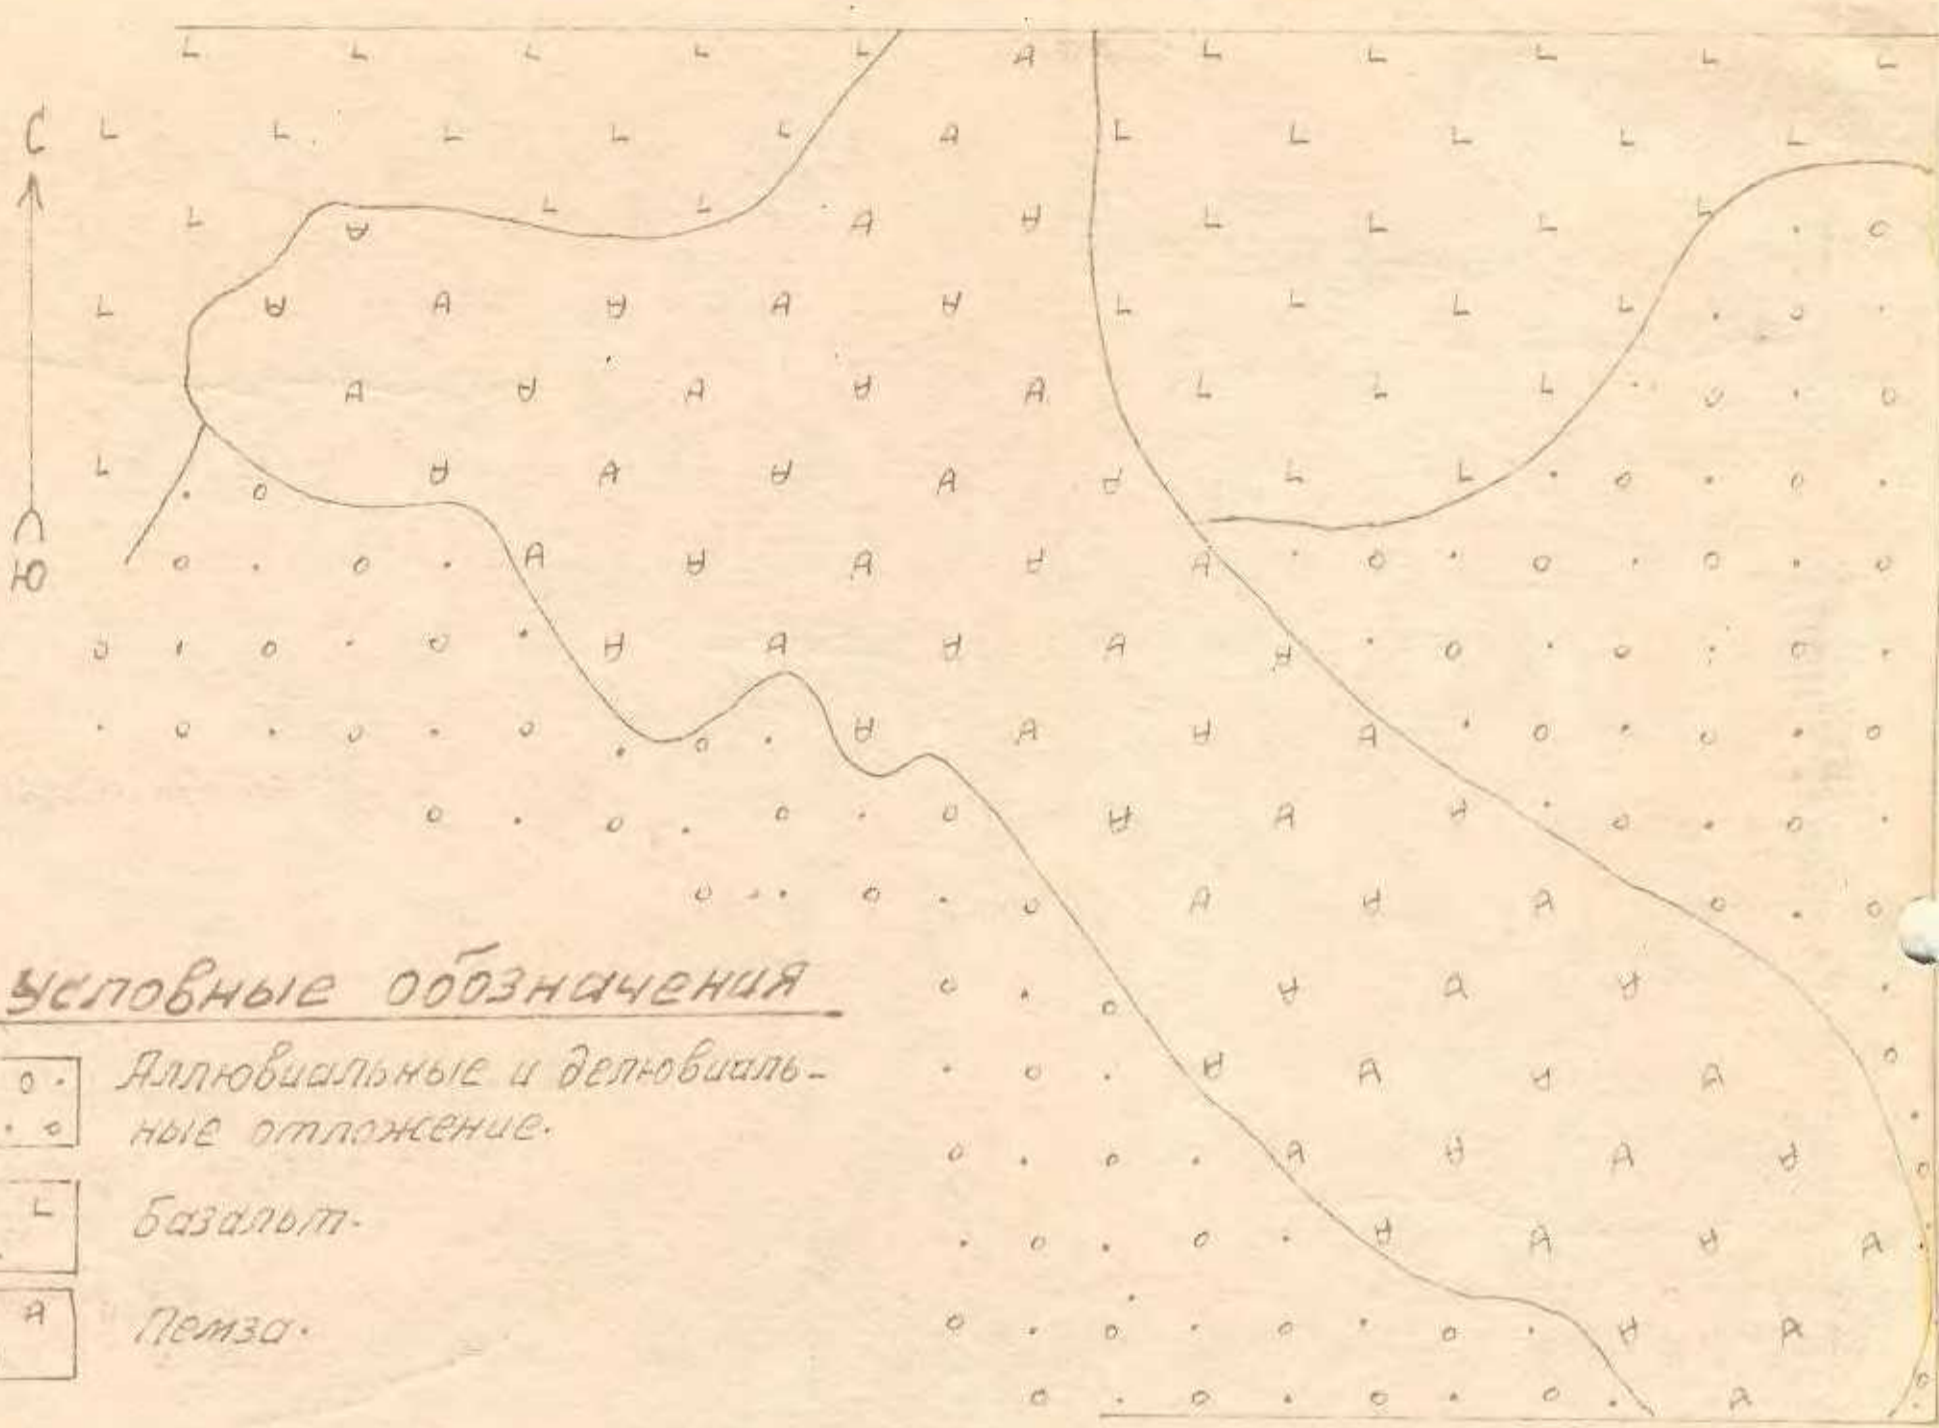 С
Ю
Условные обозначения
Аллювиальные и делювиаль-
ные отложение.
Базальт.
Пемза.